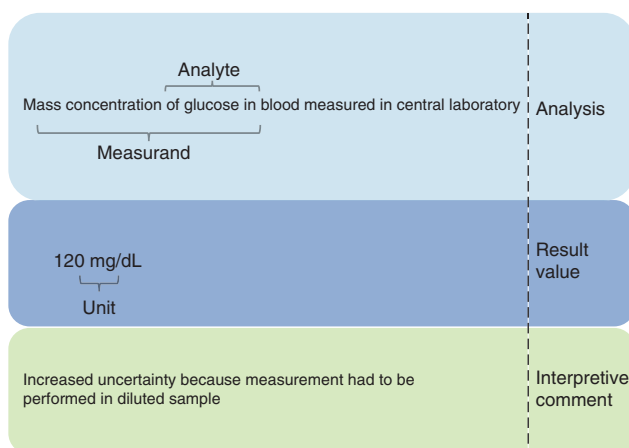 Analyte
Mass concentration of glucose in blood measured in central laboratory
Analysis
Measurand
120 mg/dL
Unit
Result
value
Increased uncertainty because measurement had to be
performed in diluted sample
Interpretive
comment